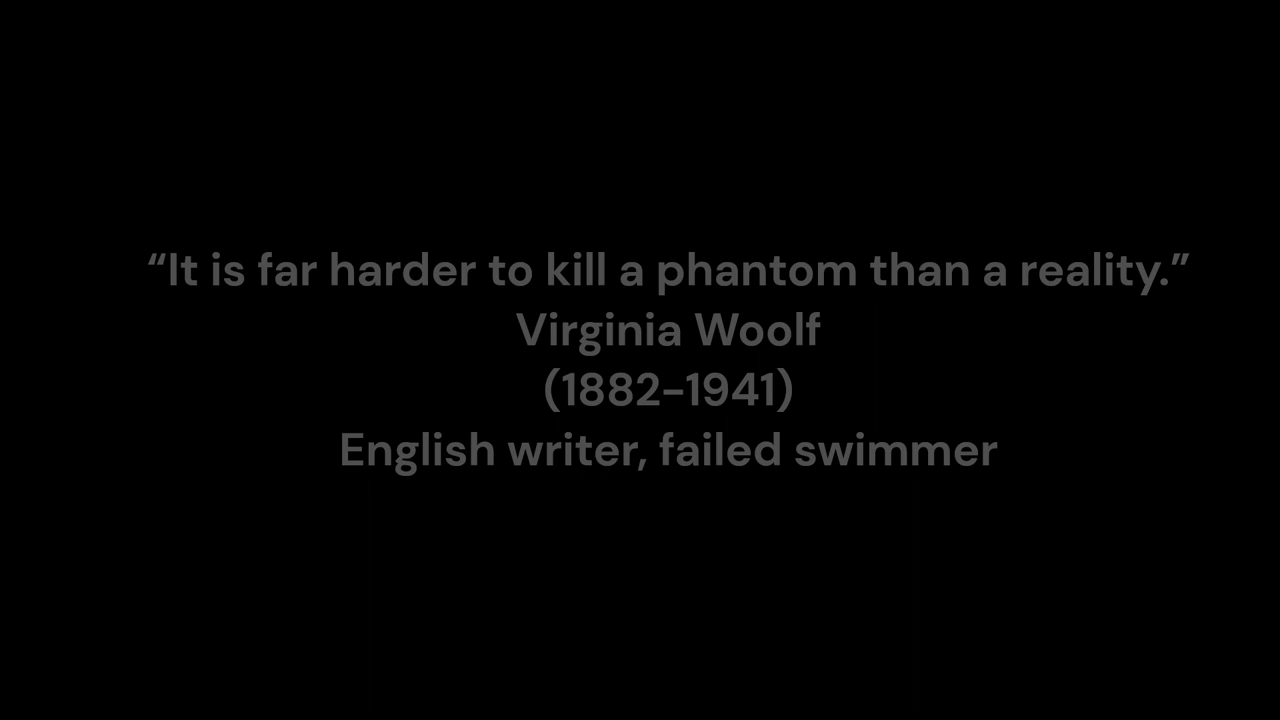 “It is far harder to kill a phantom than a reality.”
Virginia Woolf
(1882–1941)
English writer, failed swimmer